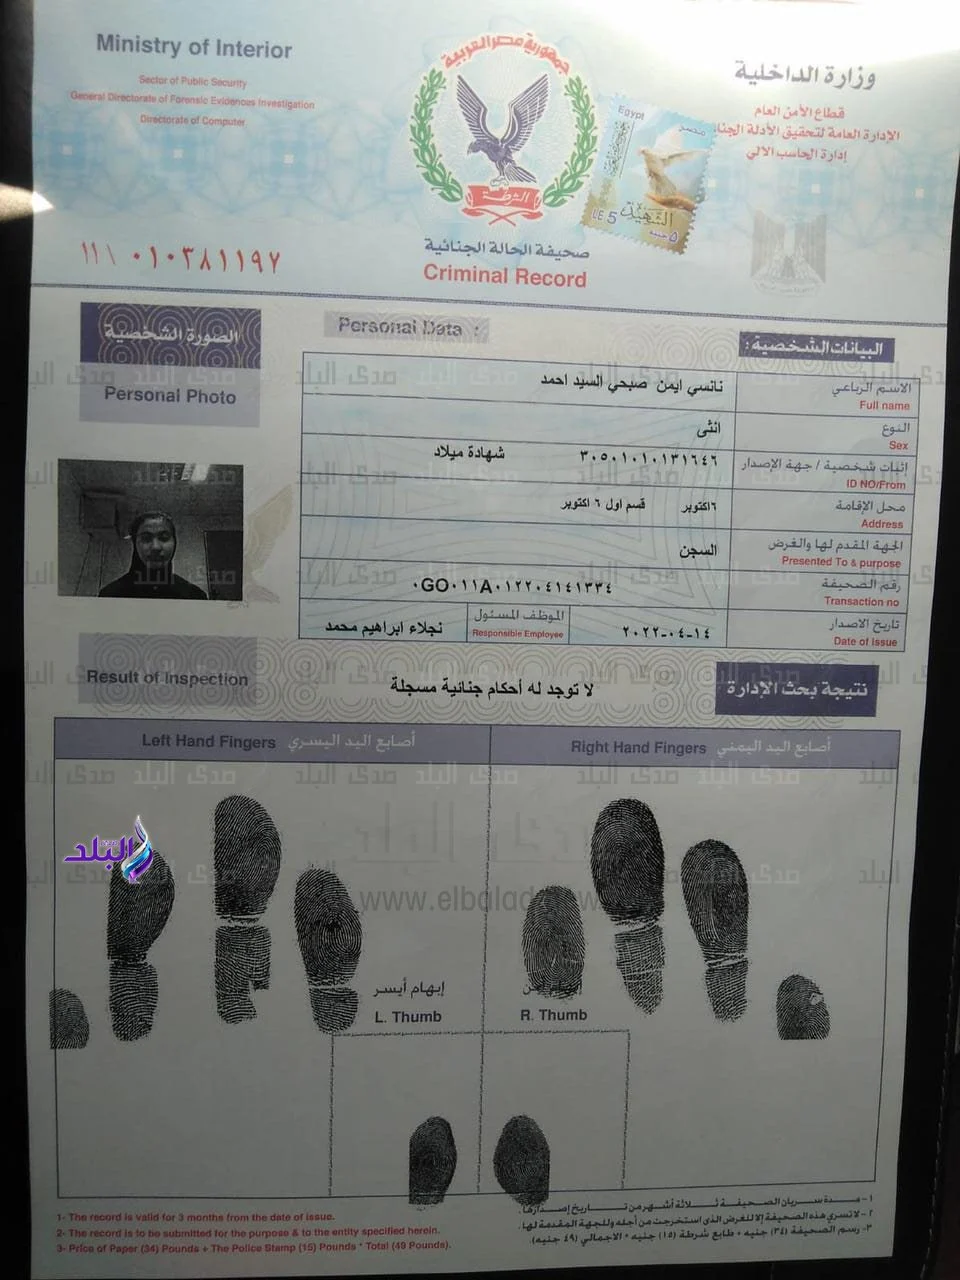 Ministry of Interior
Sector of Public Security
General Directorate of Forensic Evidences Investigation
Directorate of Computer
جمهورية مصر العربية
الشرطة
Egypt مصر
الشهيد
LE 5 ٥ جنيه
وزارة الداخلية
قطاع الأمن العام
الإدارة العامة لتحقيق الأدلة
إدارة الحاسب الآلي
صحيفة الحالة الجنائية
Criminal Record
١١١ ٠١٠٣٨١١٩٧
الصورة الشخصية
Personal Photo
Personal Data :
البيانات الشخصية :
نانسي ايمن صبحي السيد احمد
الاسم الرباعي
Full name
انثى
النوع
Sex
٣٠٥٠١٠١٠١٣١٦٤٦ شهادة ميلاد
إثبات شخصية / جهة الإصدار
ID NO/From
٦اكتوبر قسم اول ٦ اكتوبر
محل الإقامة
Address
السجن
الجهة المقدم لها والغرض
Presented To & purpose
٠GO٠١١A٠١٢٢٠٤١٤١٣٣٤
رقم الصحيفة
Transaction no
٢٠٢٢-٠٤-١٤
تاريخ الاصدار
Date of issue
الموظف المسئول
Responsible Employee
نجلاء ابراهيم محمد
Result of Inspection
لا توجد له أحكام جنائية مسجلة
نتيجة بحث الإدارة
Left Hand Fingers أصابع اليد اليسري
Right Hand Fingers أصابع اليد اليمني
صدى البلد
البلد
www.elbalad
إبهام أيسر
L. Thumb
R. Thumb
1- The record is valid for 3 months from the date of issue.
2- The record is to be submitted for the purpose & to the entity specified herein.
3- Price of Paper (34) Pounds + The Police Stamp (15) Pounds * Total (49 Pounds).
١- مدة سريان الصحيفة ثلاثة أشهر من تاريخ إصدارها.
٢- لا تسري هذه الصحيفة إلا للغرض الذى استخرجت من أجله وللجهة المقدمة لها.
٣- رسم الصحيفة (٣٤) جنيه + طابع شرطة (١٥) جنيه * الاجمالي (٤٩ جنيه).